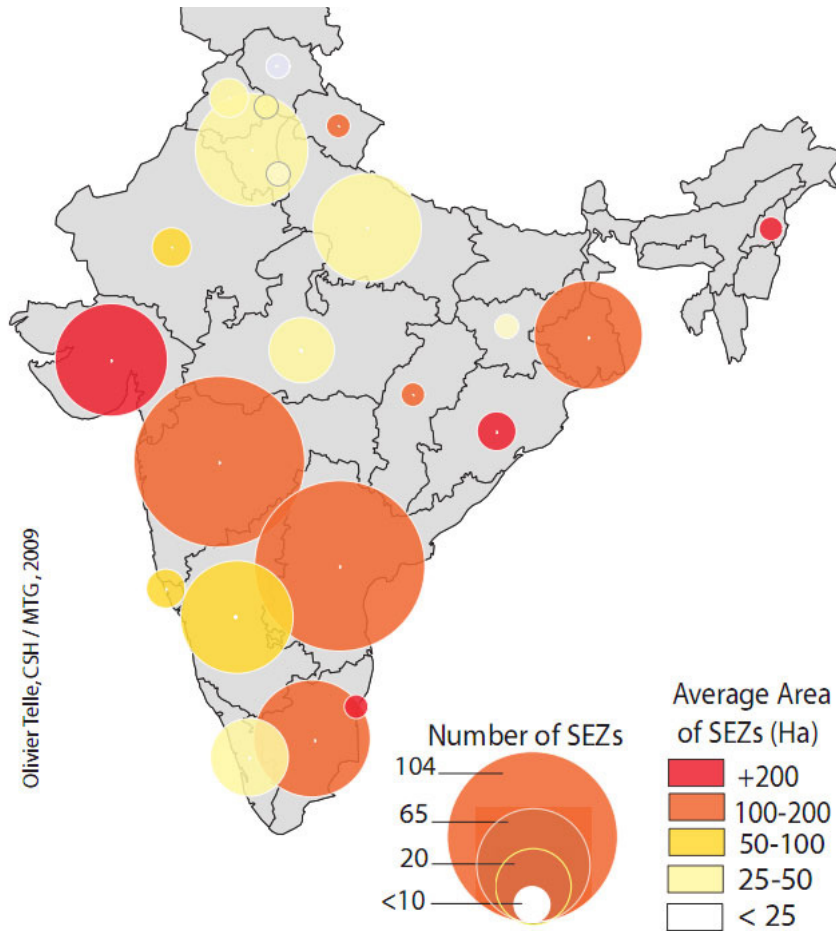 Olivier Telle, CSH / MTG, 2009
Number of SEZs
104
65
20
<10
Average Area
of SEZs (Ha)
+200
100-200
50-100
25-50
< 25